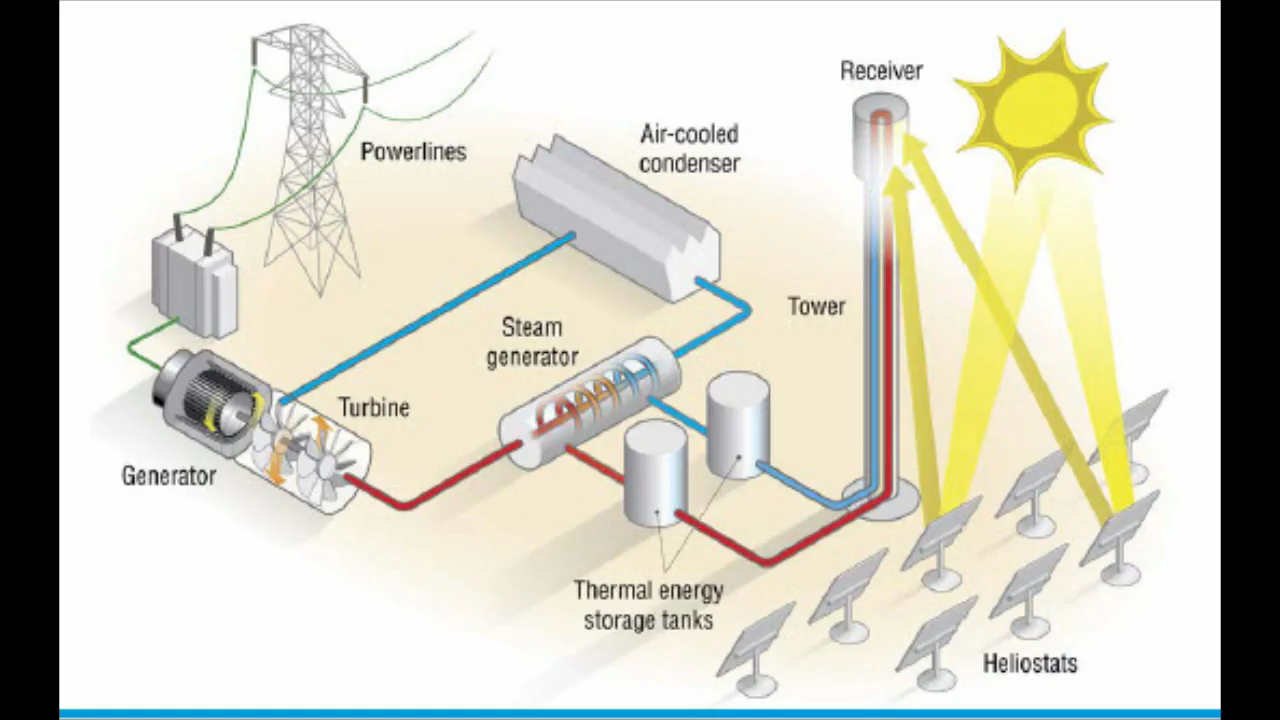 Receiver
Air-cooled
condenser
Powerlines
Tower
Steam
generator
Turbine
Generator
Thermal energy
storage tanks
Heliostats